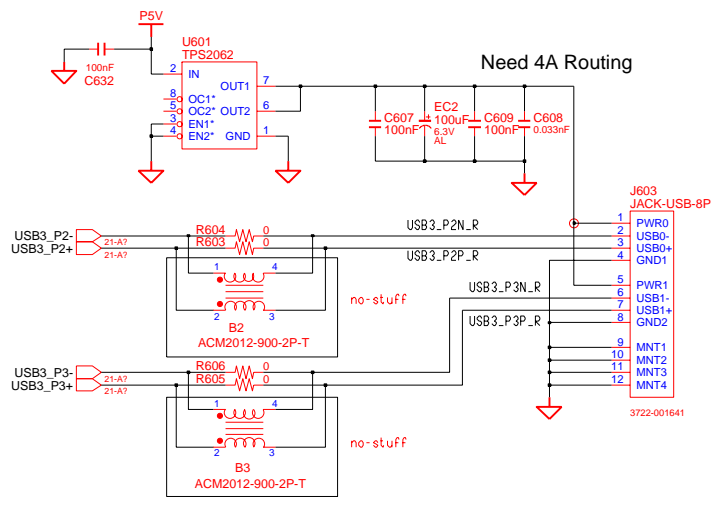 P5V
100nF
C632
U601
TPS2062
2 IN
8 OC1*
5 OC2*
3 EN1*
4 EN2*
OUT1 7
OUT2 6
GND 1
Need 4A Routing
C607
100nF
EC2
100uF
6.3V
AL
C609
100nF
C608
0.033nF
J603
JACK-USB-8P
1 PWR0
2 USB0-
3 USB0+
4 GND1
5 PWR1
6 USB1-
7 USB1+
8 GND2
9 MNT1
10 MNT2
11 MNT3
12 MNT4
3722-001641
USB3_P2-
USB3_P2+
21-A?
21-A?
R604 0
R603 0
USB3_P2N_R
USB3_P2P_R
1 4
2 3
B2
ACM2012-900-2P-T
no-stuff
USB3_P3N_R
USB3_P3P_R
USB3_P3-
USB3_P3+
21-A?
21-A?
R606 0
R605 0
1 4
2 3
B3
ACM2012-900-2P-T
no-stuff